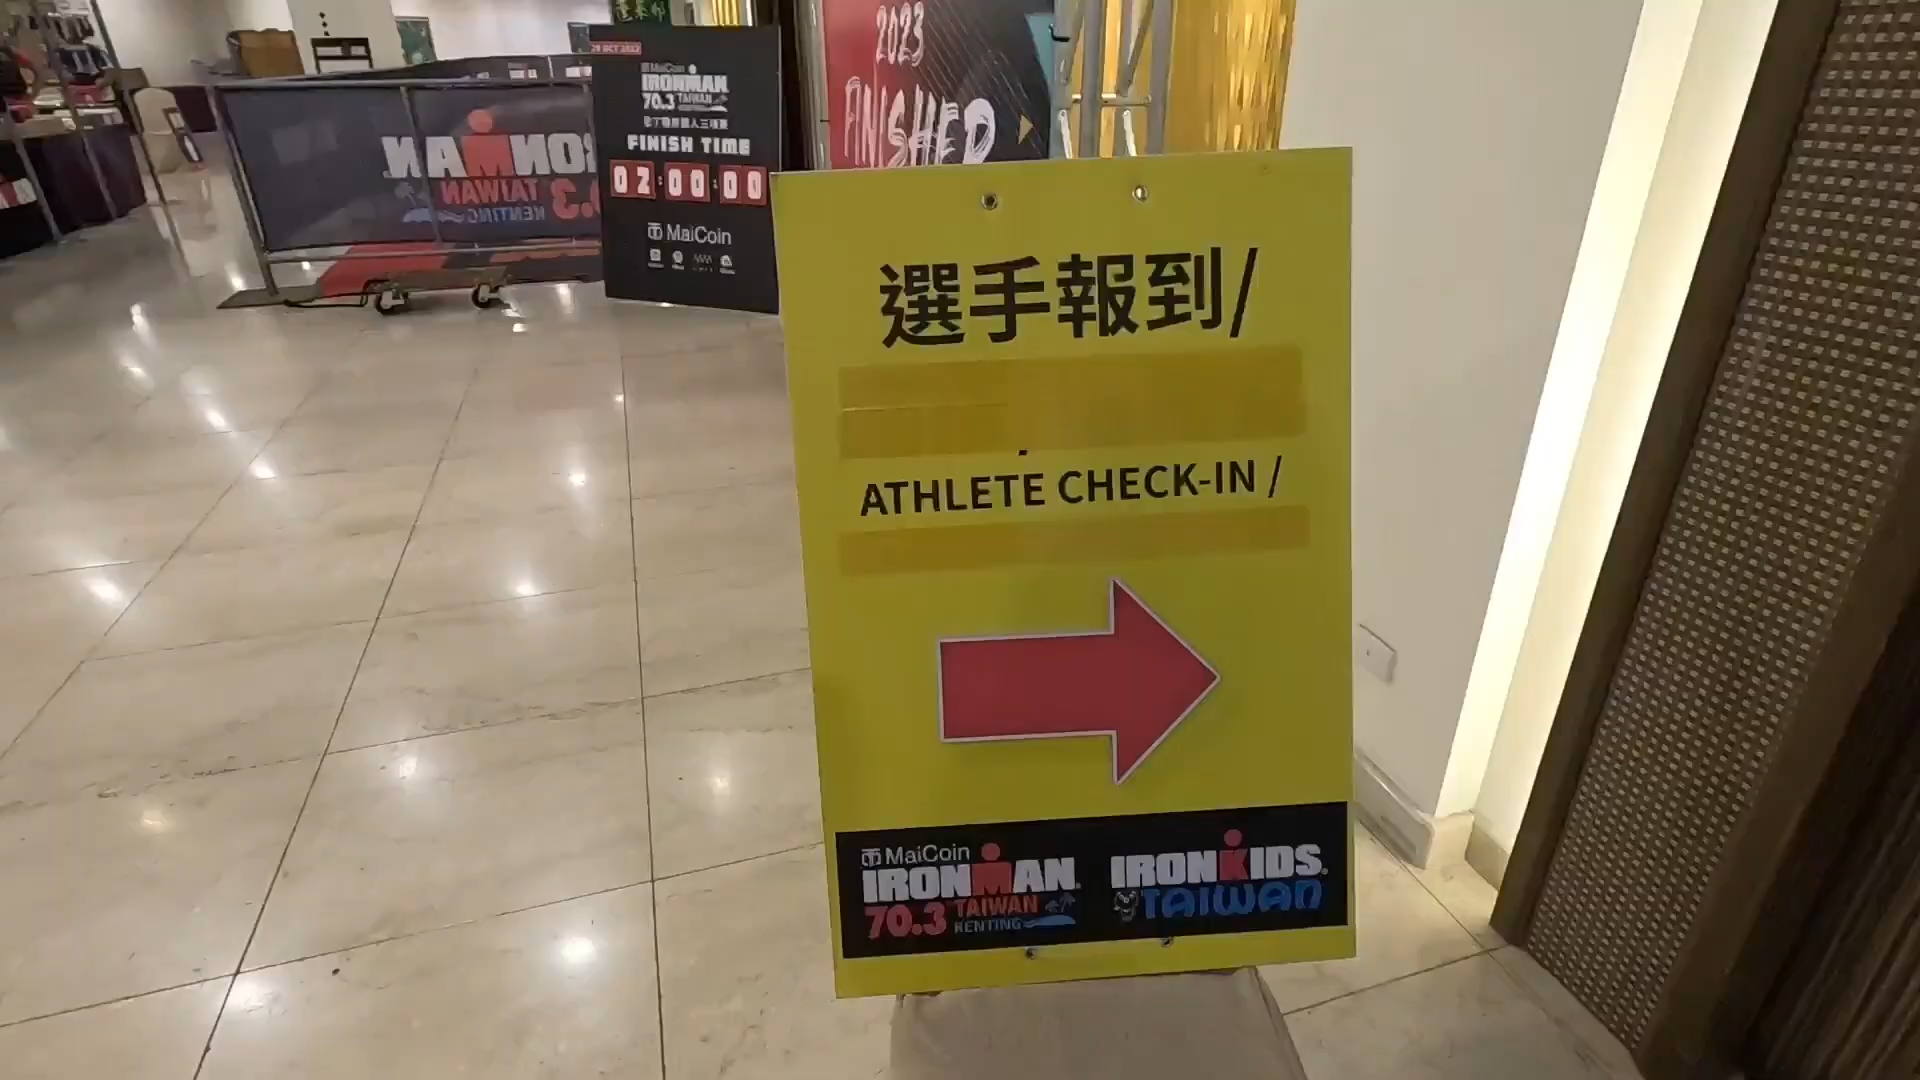 2023
FINISHED
MaiCoin
IRONMAN
70.3 TAIWAN
FINISH TIME
02:00:00
MaiCoin
IRONMAN
70.3 TAIWAN
KENTING
選手報到/
ATHLETE CHECK-IN /
MaiCoin
IRONMAN
70.3 TAIWAN
KENTING
IRONKIDS
TAIWAN